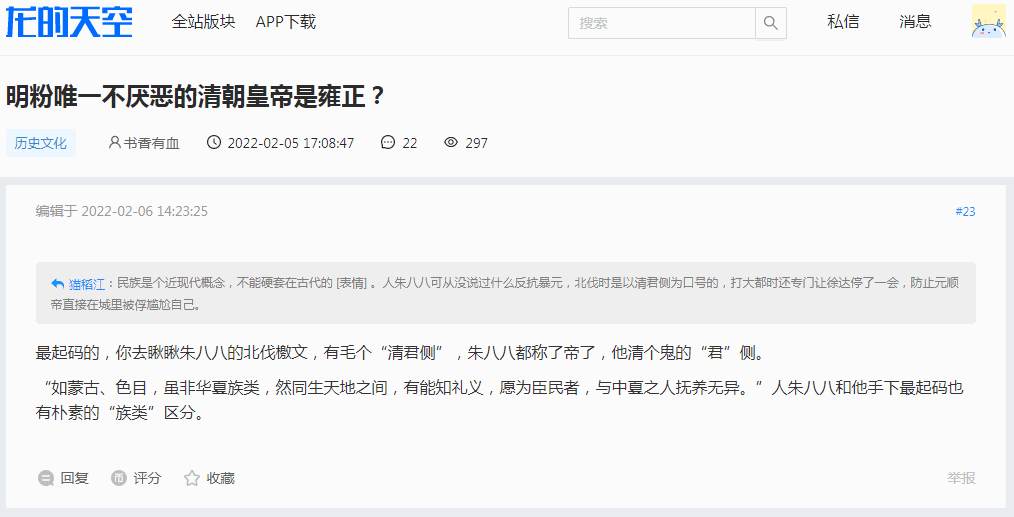 龙的天空 全站版块 APP下载 搜索 私信 消息
明粉唯一不厌恶的清朝皇帝是雍正？
历史文化 书香有血 2022-02-05 17:08:47 22 297
编辑于 2022-02-06 14:23:25 #23
猫稻江：民族是个近现代概念，不能硬套在古代的 [表情] 。人朱八八可从没说过什么反抗暴元，北伐时是以清君侧为口号的，打大都时还专门让徐达停了一会，防止元顺
帝直接在城里被俘尴尬自己。
最起码的，你去瞅瞅朱八八的北伐檄文，有毛个“清君侧”，朱八八都称了帝了，他清个鬼的“君”侧。
“如蒙古、色目，虽非华夏族类，然同生天地之间，有能知礼义，愿为臣民者，与中夏之人抚养无异。”人朱八八和他手下最起码也
有朴素的“族类”区分。
回复 评分 收藏 举报